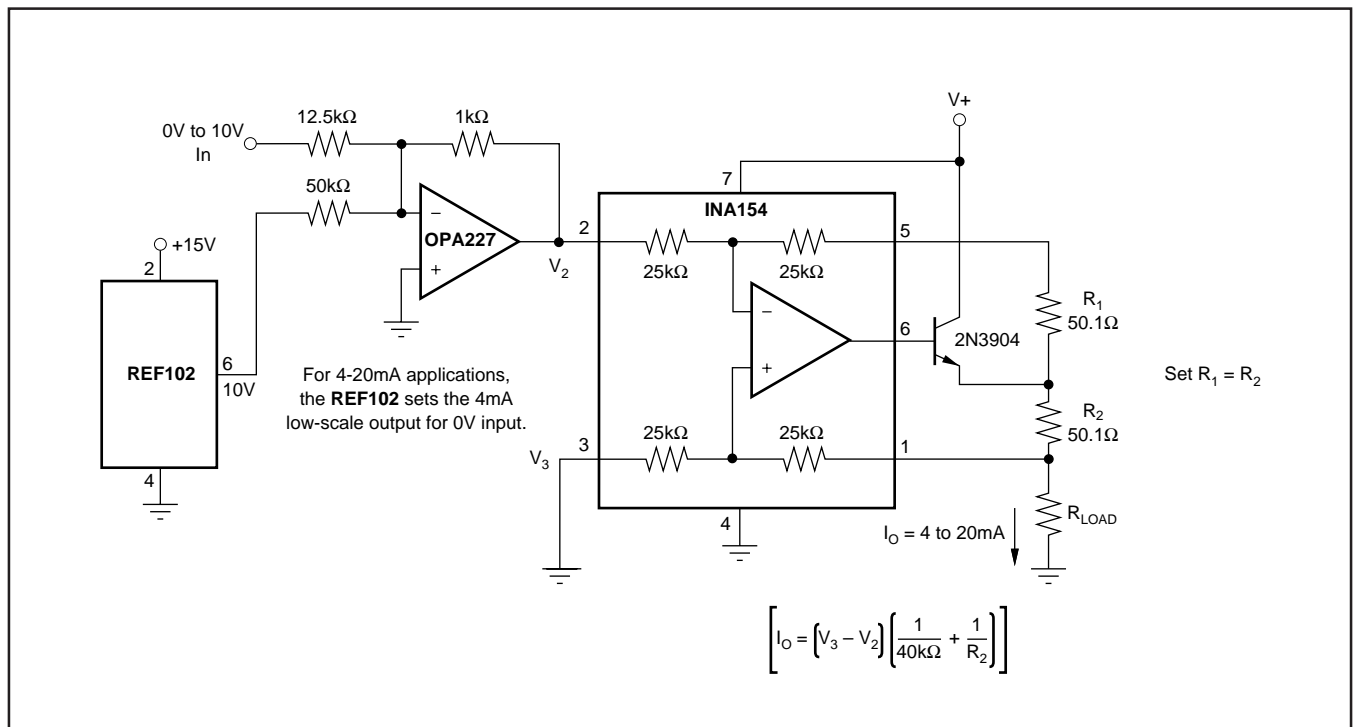 V+
12.5kΩ
1kΩ
0V to 10V
In
7
50kΩ
INA154
–
OPA227
2
5
+15V
+
V2
25kΩ
25kΩ
2
R1
50.1Ω
–
6
2N3904
6
REF102
10V
For 4-20mA applications,
the REF102 sets the 4mA
low-scale output for 0V input.
+
Set R1 = R2
R2
50.1Ω
25kΩ
25kΩ
3
1
V3
4
4
RLOAD
IO = 4 to 20mA
[IO = (V3 – V2) (1/40kΩ + 1/R2)]